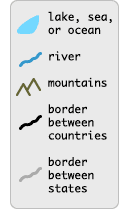 lake, sea,
or ocean
river
mountains
border
between
countries
border
between
states